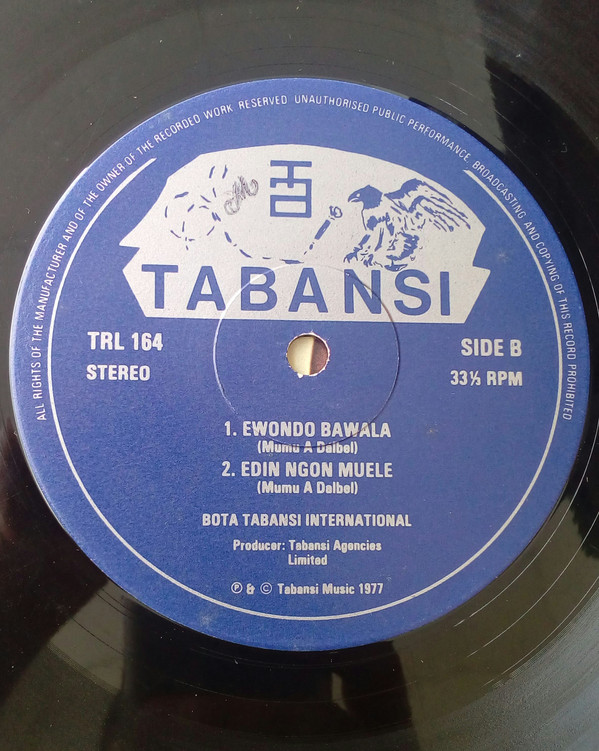 ALL RIGHTS OF THE MANUFACTURER AND OF THE OWNER OF THE RECORDED WORK RESERVED UNAUTHORISED PUBLIC PERFORMANCE BROADCASTING AND COPYING OF THIS RECORD PROHIBITED
TABANSI
TRL 164
STEREO
SIDE B
33⅓ RPM
1. EWONDO BAWALA
(Mumu A Dalbel)
2. EDIN NGON MUELE
(Mumu A Dalbel)
BOTA TABANSI INTERNATIONAL
Producer: Tabansi Agencies
Limited
℗ & © Tabansi Music 1977